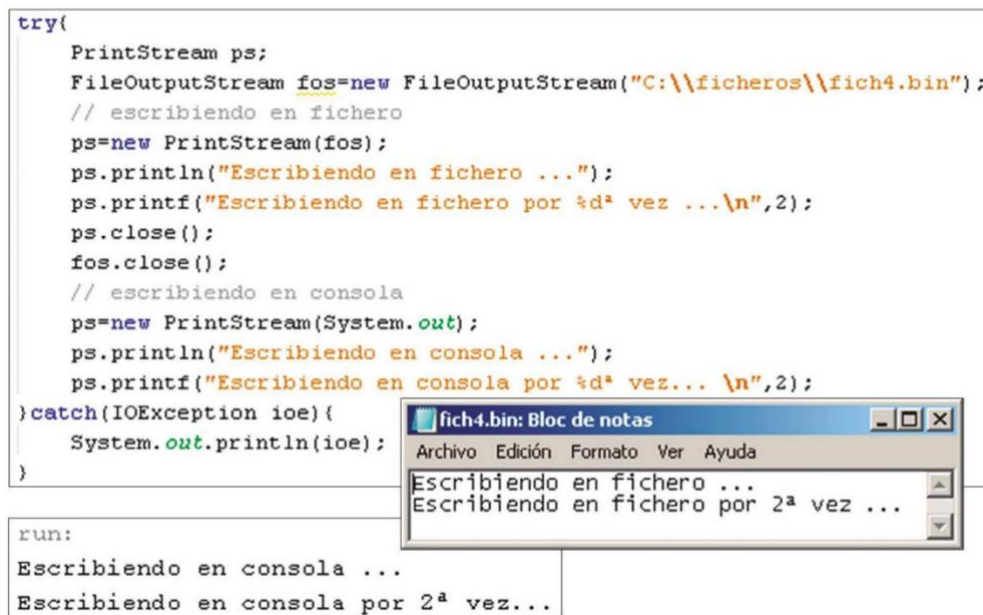 try{
PrintStream ps;
FileOutputStream fos=new FileOutputStream("C:\\ficheros\\fich4.bin");
// escribiendo en fichero
ps=new PrintStream(fos);
ps.println("Escribiendo en fichero ...");
ps.printf("Escribiendo en fichero por %dª vez ...\n",2);
ps.close();
fos.close();
// escribiendo en consola
ps=new PrintStream(System.out);
ps.println("Escribiendo en consola ...");
ps.printf("Escribiendo en consola por %dª vez... \n",2);
}catch(IOException ioe){
System.out.println(ioe);
}
fich4.bin: Bloc de notas
Archivo Edición Formato Ver Ayuda
Escribiendo en fichero ...
Escribiendo en fichero por 2ª vez ...
run:
Escribiendo en consola ...
Escribiendo en consola por 2ª vez...